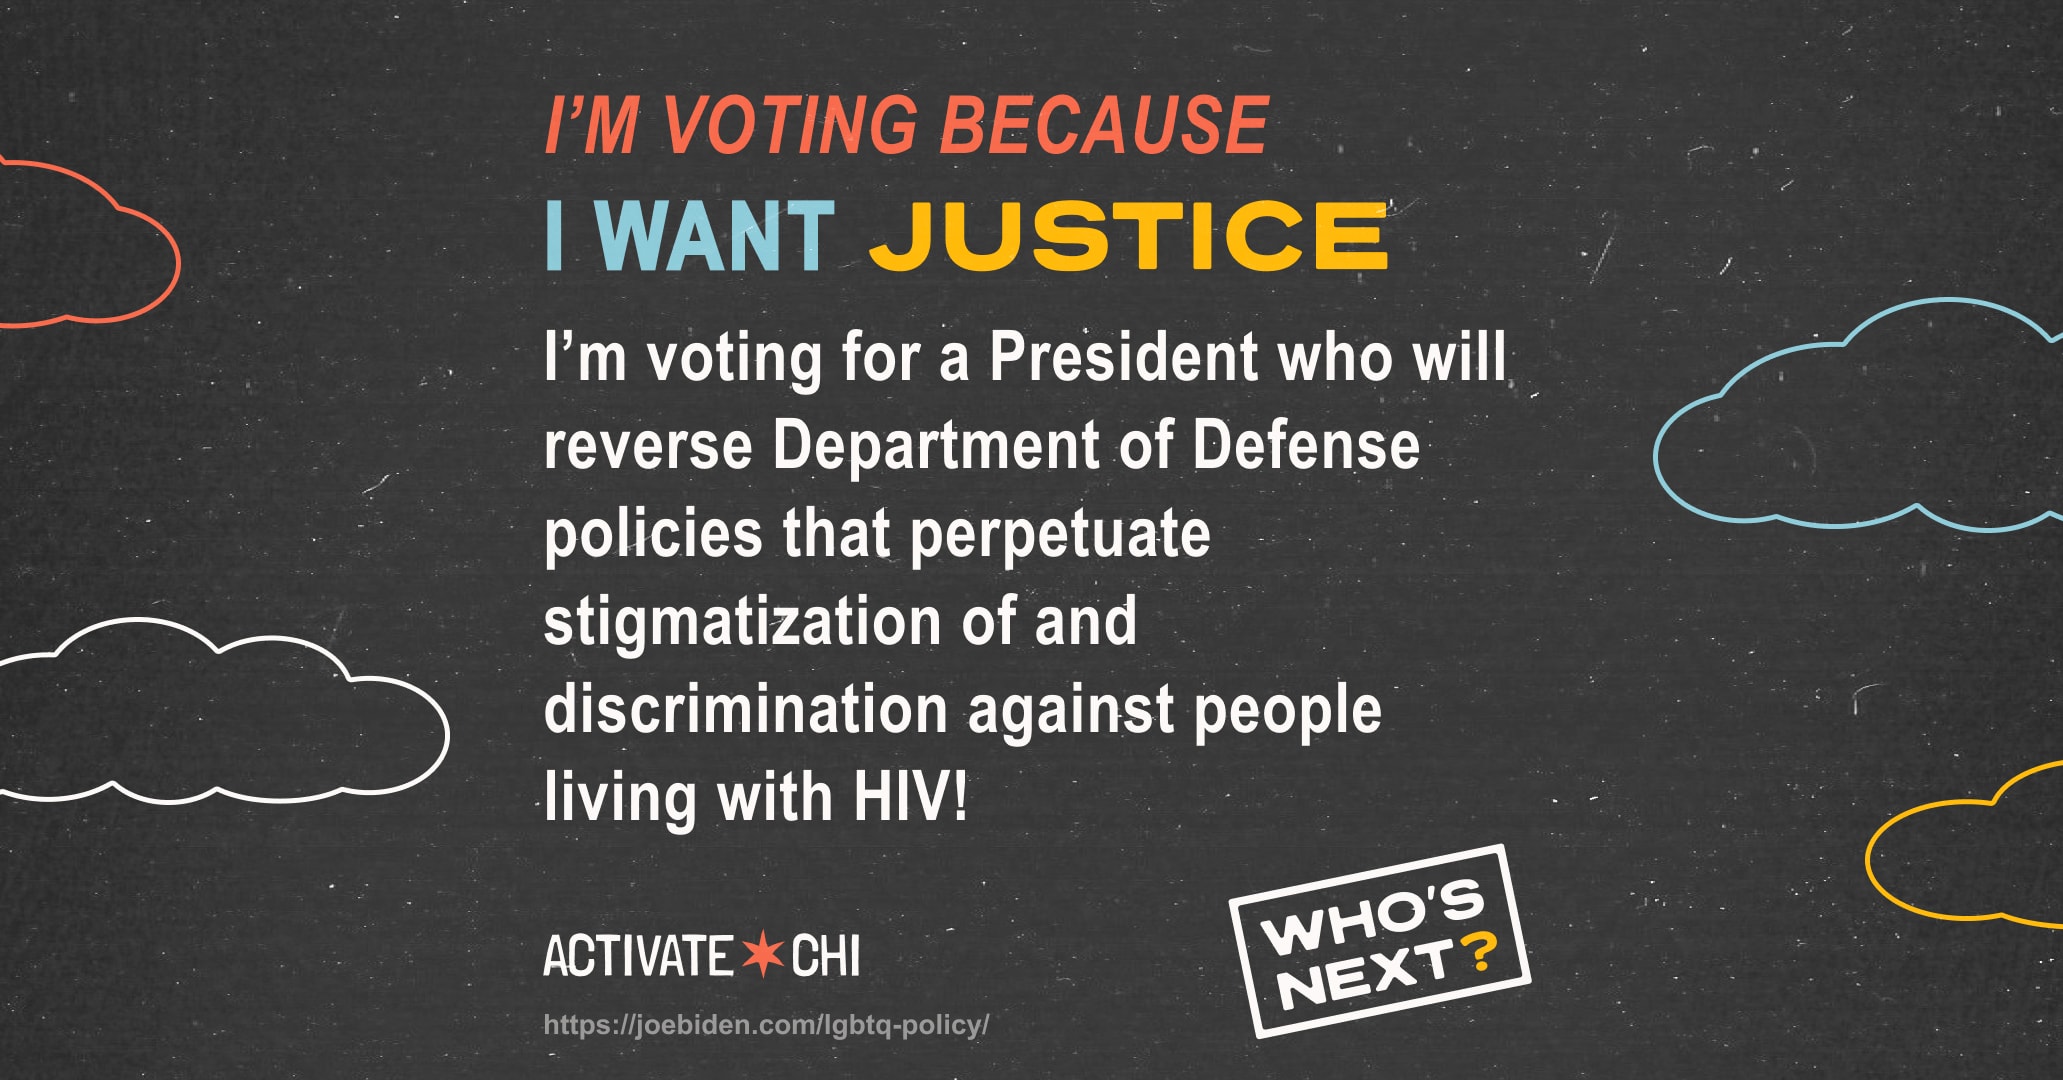 I’M VOTING BECAUSE
I WANT JUSTICE
I’m voting for a President who will
reverse Department of Defense
policies that perpetuate
stigmatization of and
discrimination against people
living with HIV!
ACTIVATE CHI
https://joebiden.com/lgbtq-policy/
WHO’S
NEXT?